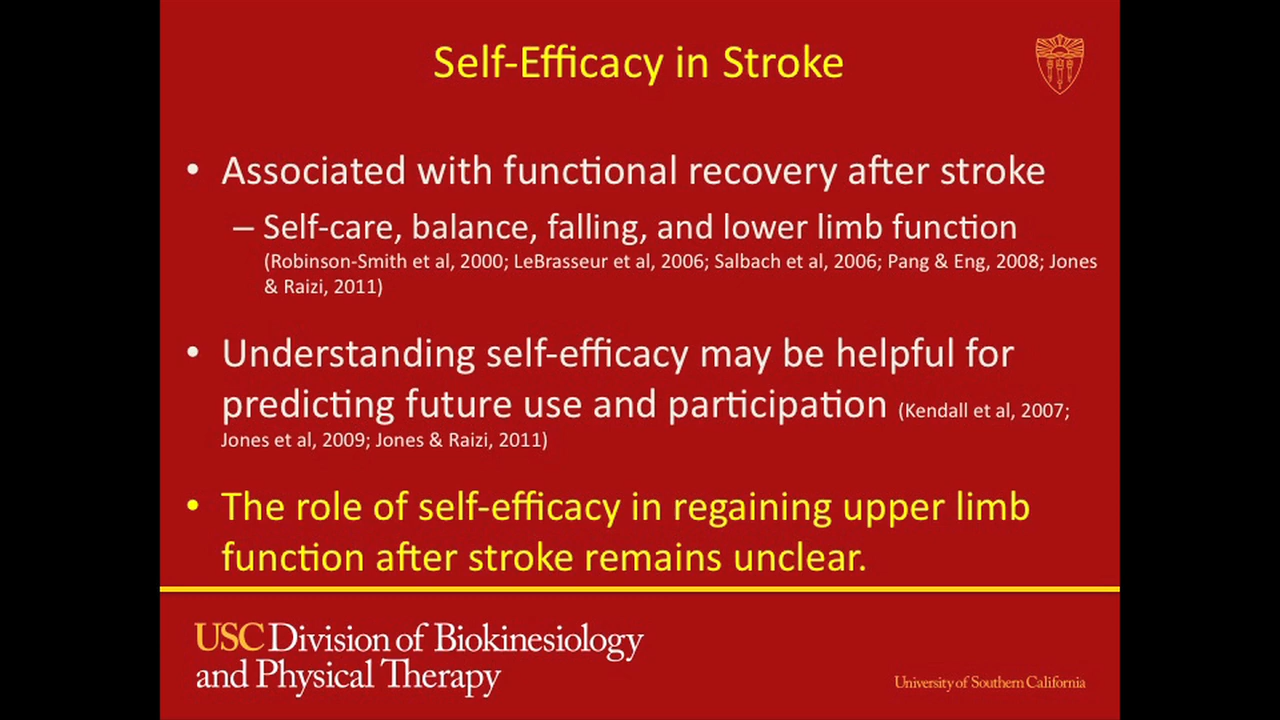 Self-Efficacy in Stroke
• Associated with functional recovery after stroke
– Self-care, balance, falling, and lower limb function
(Robinson-Smith et al, 2000; LeBrasseur et al, 2006; Salbach et al, 2006; Pang & Eng, 2008; Jones
& Raizi, 2011)
• Understanding self-efficacy may be helpful for
predicting future use and participation (Kendall et al, 2007;
Jones et al, 2009; Jones & Raizi, 2011)
• The role of self-efficacy in regaining upper limb
function after stroke remains unclear.
USC Division of Biokinesiology
and Physical Therapy
University of Southern California